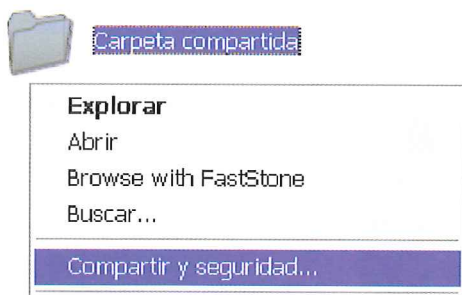 Carpeta compartida
Explorar
Abrir
Browse with FastStone
Buscar...
Compartir y seguridad...